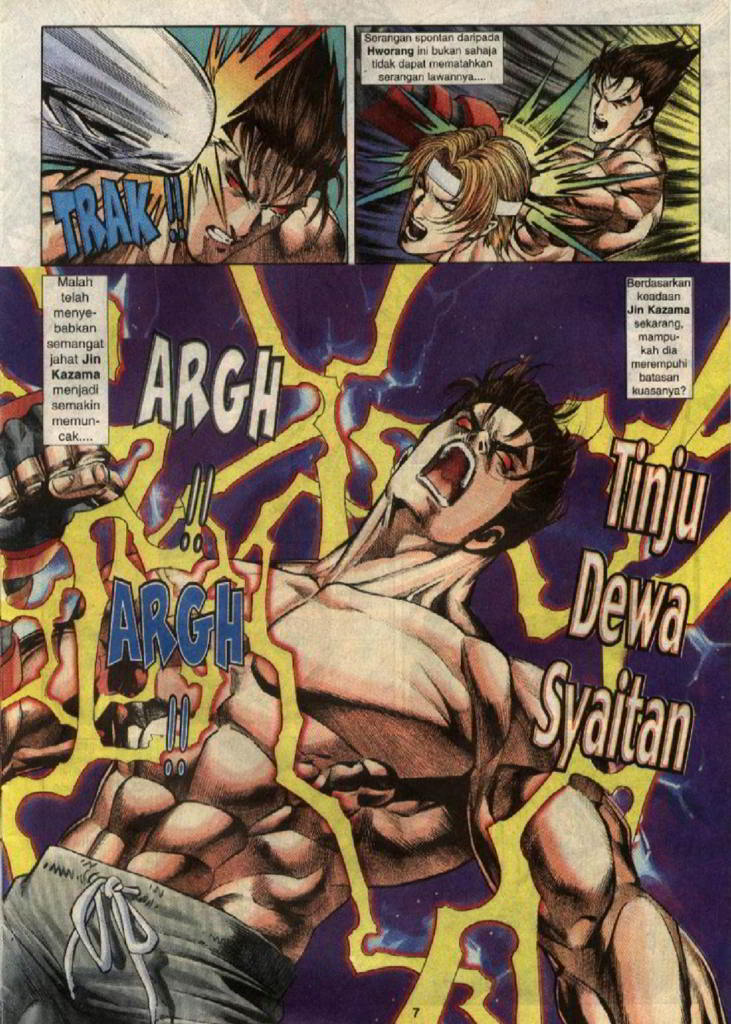 Serangan spontan daripada
Hworang ini bukan sahaja
tidak dapat mematahkan
serangan lawannya....
TRAK!!
Malah
telah
menye-
babkan
semangat
jahat Jin
Kazama
menjadi
semakin
memun-
cak....
Berdasarkan
keadaan
Jin Kazama
sekarang,
mampu-
kah dia
merempuhi
batasan
kuasanya?
ARGH
!!
ARGH
!!
Tinju
Dewa
Syaitan
7